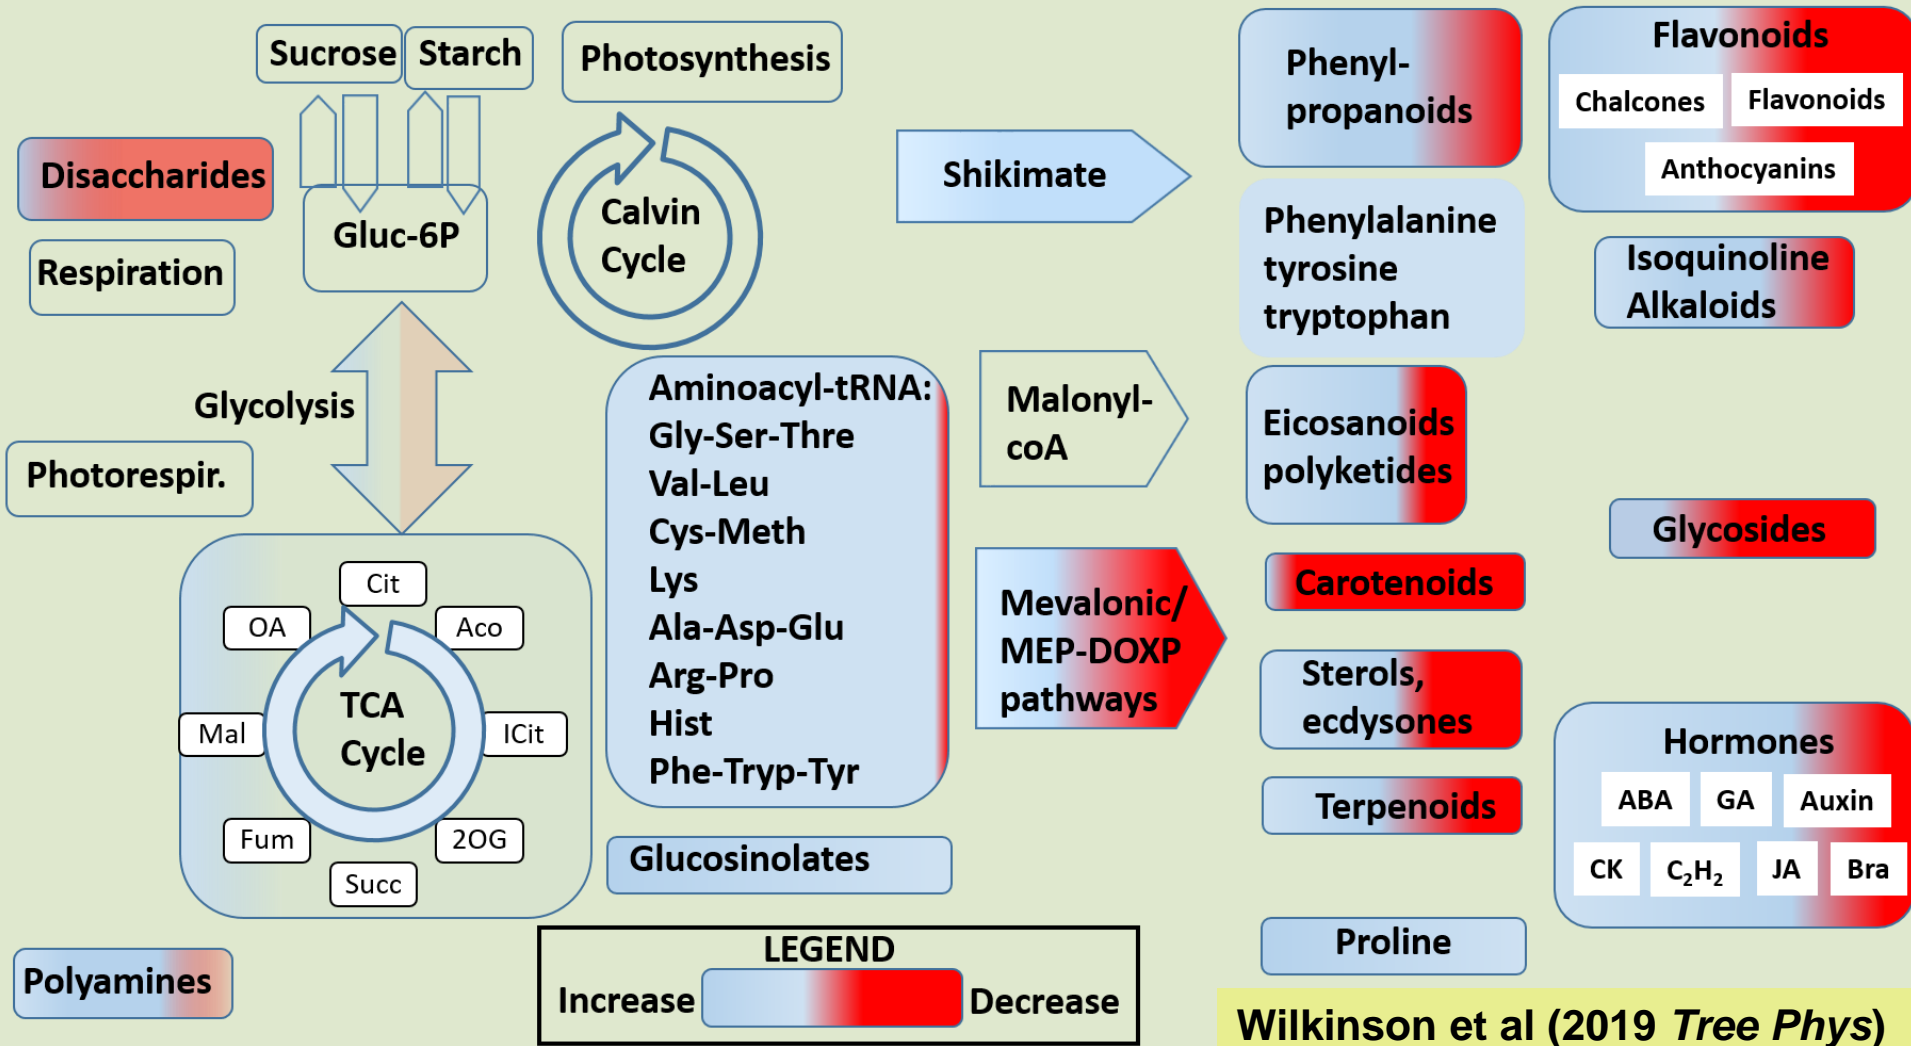 Sucrose
Starch
Photosynthesis
Disaccharides
Gluc-6P
Respiration
Calvin
Cycle
Glycolysis
Photorespir.
Cit
OA
Aco
TCA
Cycle
Mal
ICit
Fum
2OG
Succ
Polyamines
Aminoacyl-tRNA:
Gly-Ser-Thre
Val-Leu
Cys-Meth
Lys
Ala-Asp-Glu
Arg-Pro
Hist
Phe-Tryp-Tyr
Glucosinolates
Shikimate
Malonyl-
coA
Mevalonic/
MEP-DOXP
pathways
Phenyl-
propanoids
Phenylalanine
tyrosine
tryptophan
Eicosanoids
polyketides
Carotenoids
Sterols,
ecdysones
Terpenoids
Proline
Flavonoids
Chalcones
Flavonoids
Anthocyanins
Isoquinoline
Alkaloids
Glycosides
Hormones
ABA
GA
Auxin
CK
C₂H₂
JA
Bra
LEGEND
Increase
Decrease
Wilkinson et al (2019 Tree Phys)